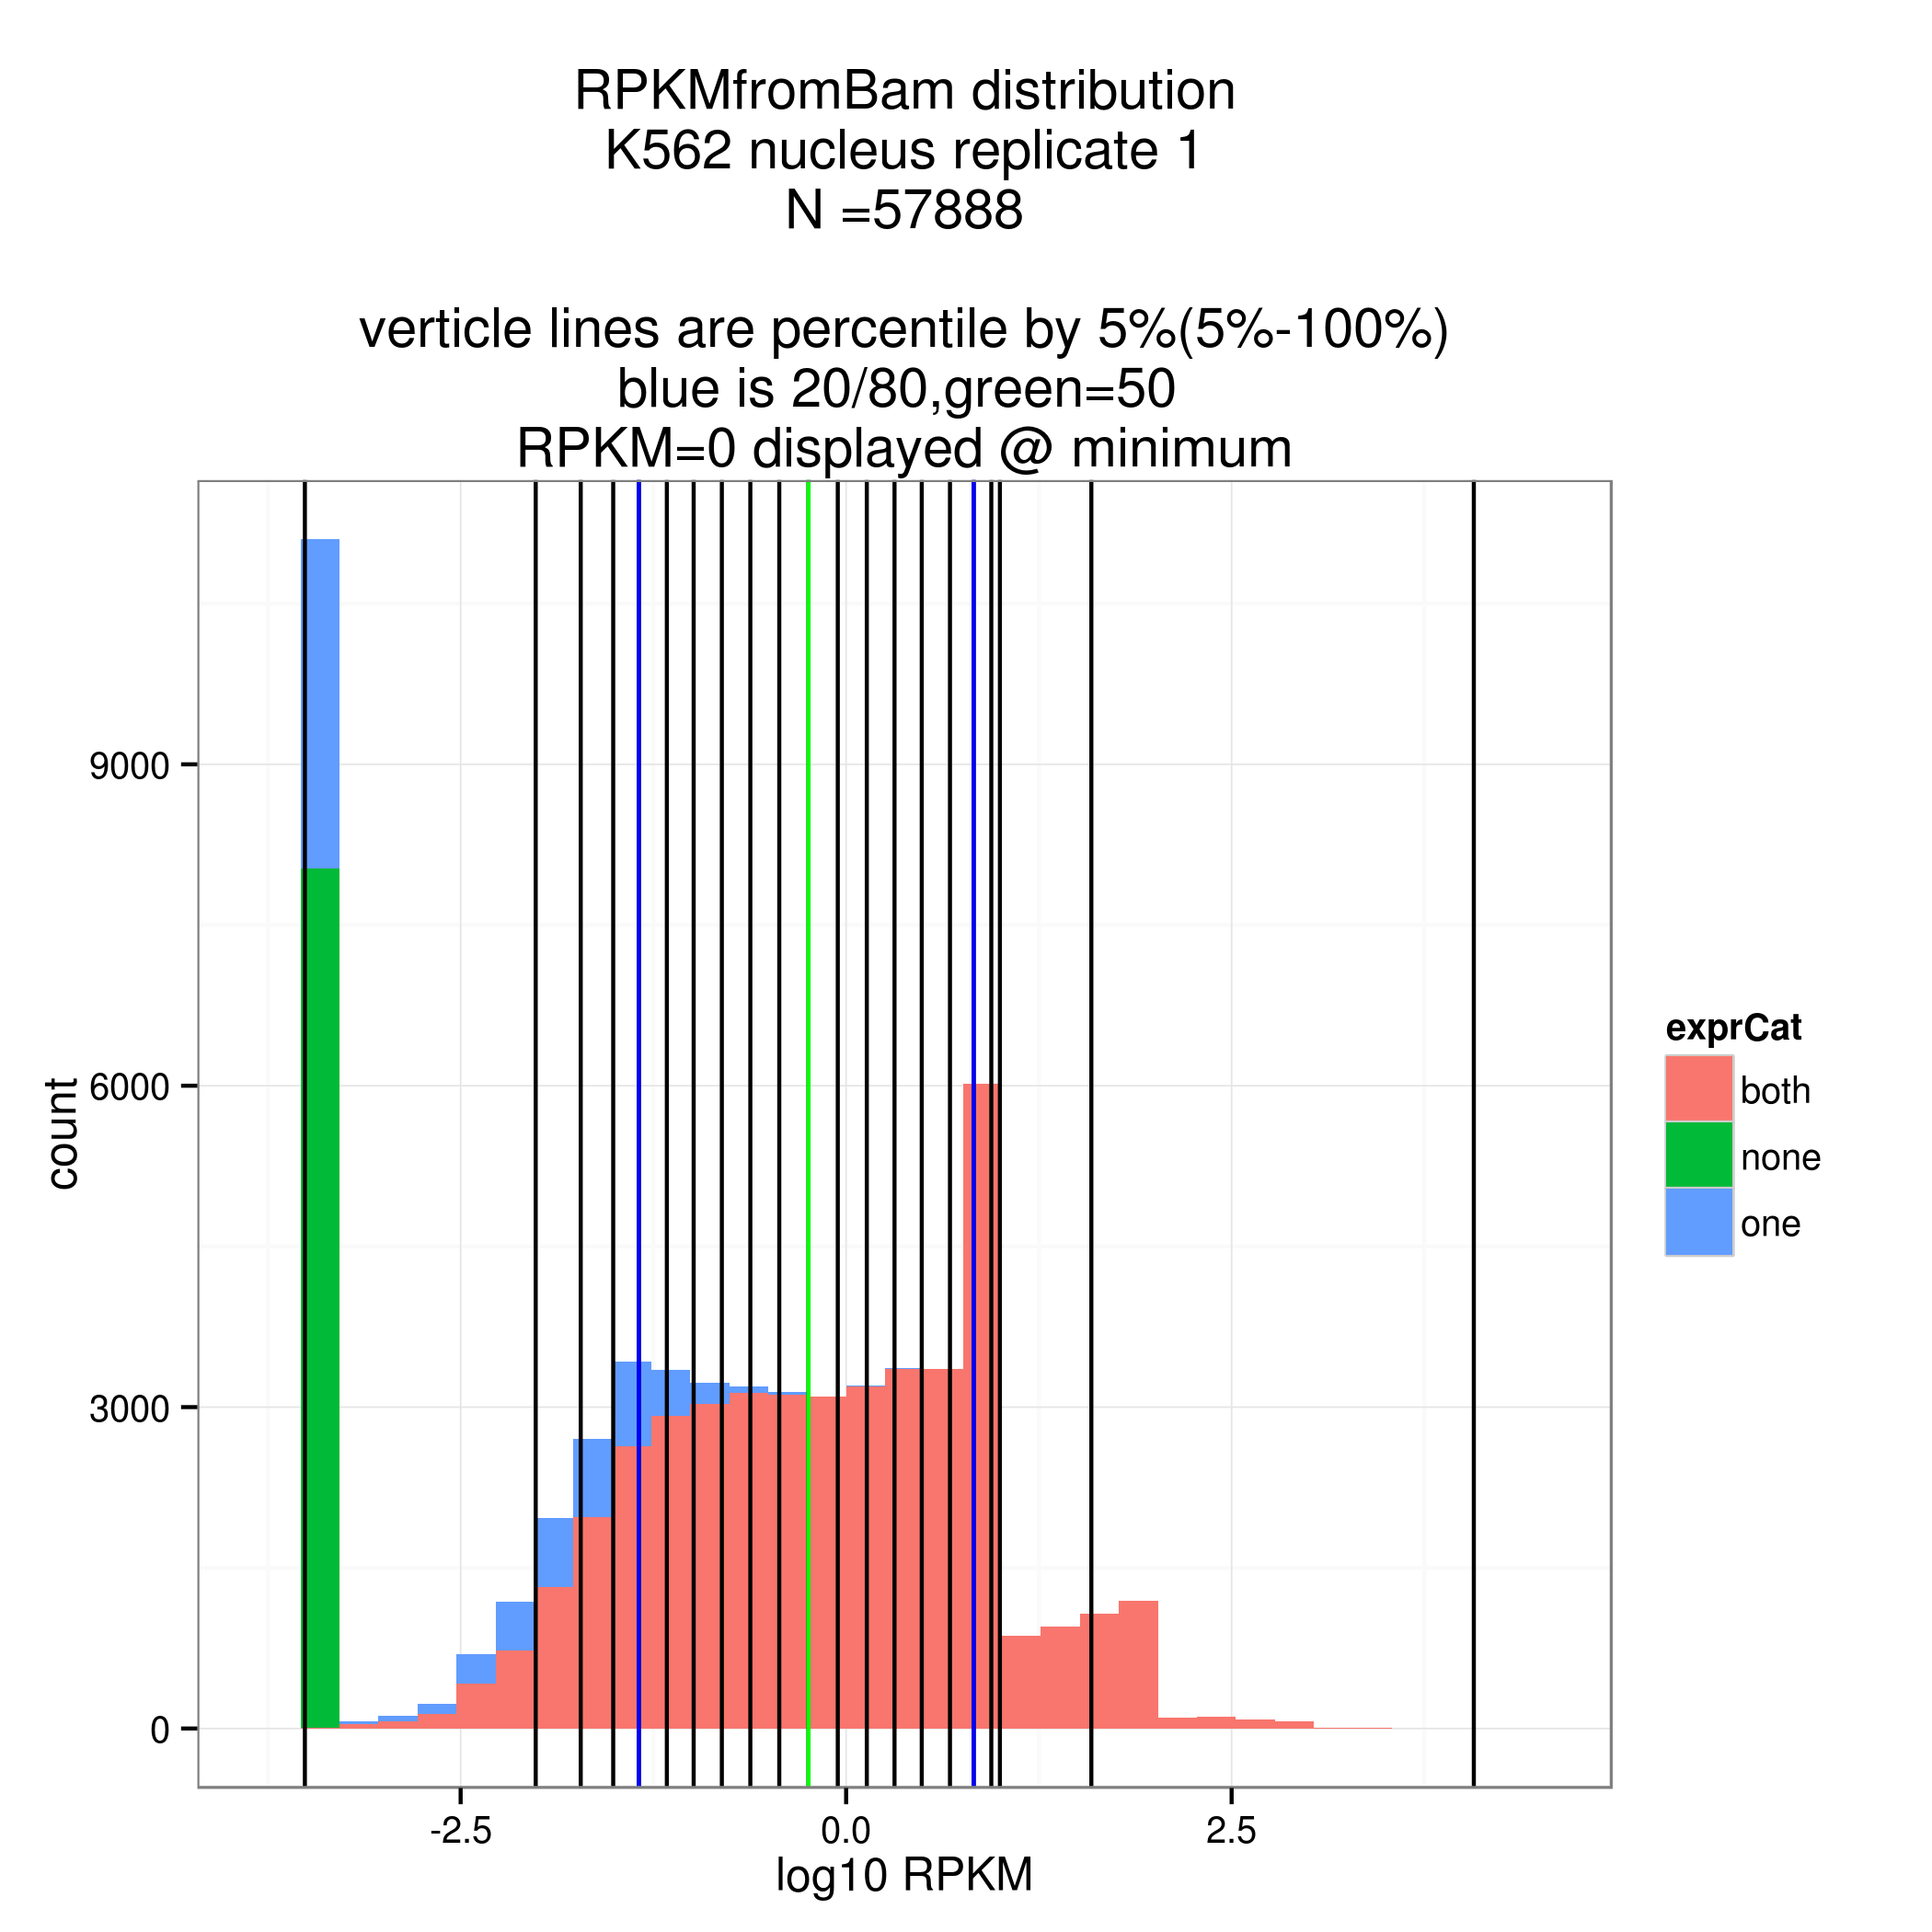 RPKMfromBam distribution
K562 nucleus replicate 1
N =57888
verticle lines are percentile by 5%(5%-100%)
blue is 20/80,green=50
RPKM=0 displayed @ minimum
9000
6000
3000
0
count
-2.5
0.0
2.5
log10 RPKM
exprCat
both
none
one